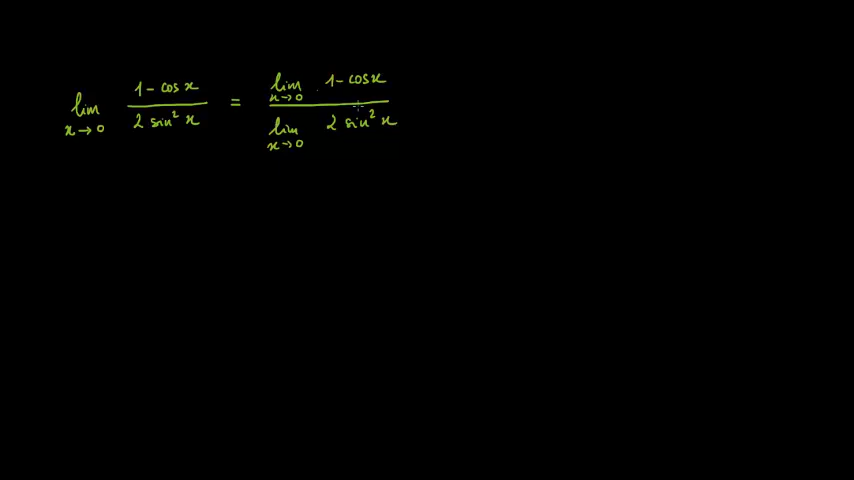 lim x→0 (1 - cos x)/(2 sin² x) = (lim x→0 1 - cos x)/(lim x→0 2 sin² x)